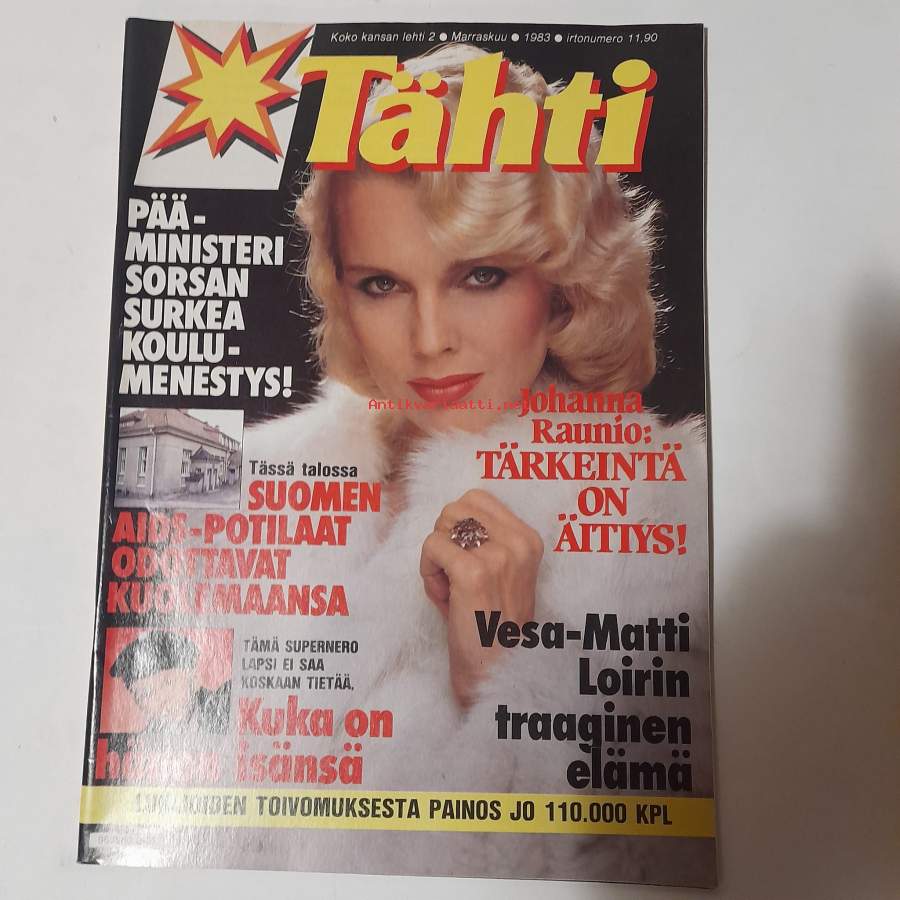 Koko kansan lehti 2 ● Marraskuu ● 1983 ● irtonumero 11,90
Tähti
PÄÄ-
MINISTERI
SORSAN
SURKEA
KOULU-
MENESTYS!
Johanna
Raunio:
TÄRKEINTÄ
ON
ÄITIYS!
Tässä talossa
SUOMEN
AIDS-POTILAAT
ODOTTAVAT
KUOLEMAANSA
TÄMÄ SUPERNERO
LAPSI EI SAA
KOSKAAN TIETÄÄ,
Kuka on
hänen isänsä
Vesa-Matti
Loirin
traaginen
elämä
LUKIJOIDEN TOIVOMUKSESTA PAINOS JO 110.000 KPL